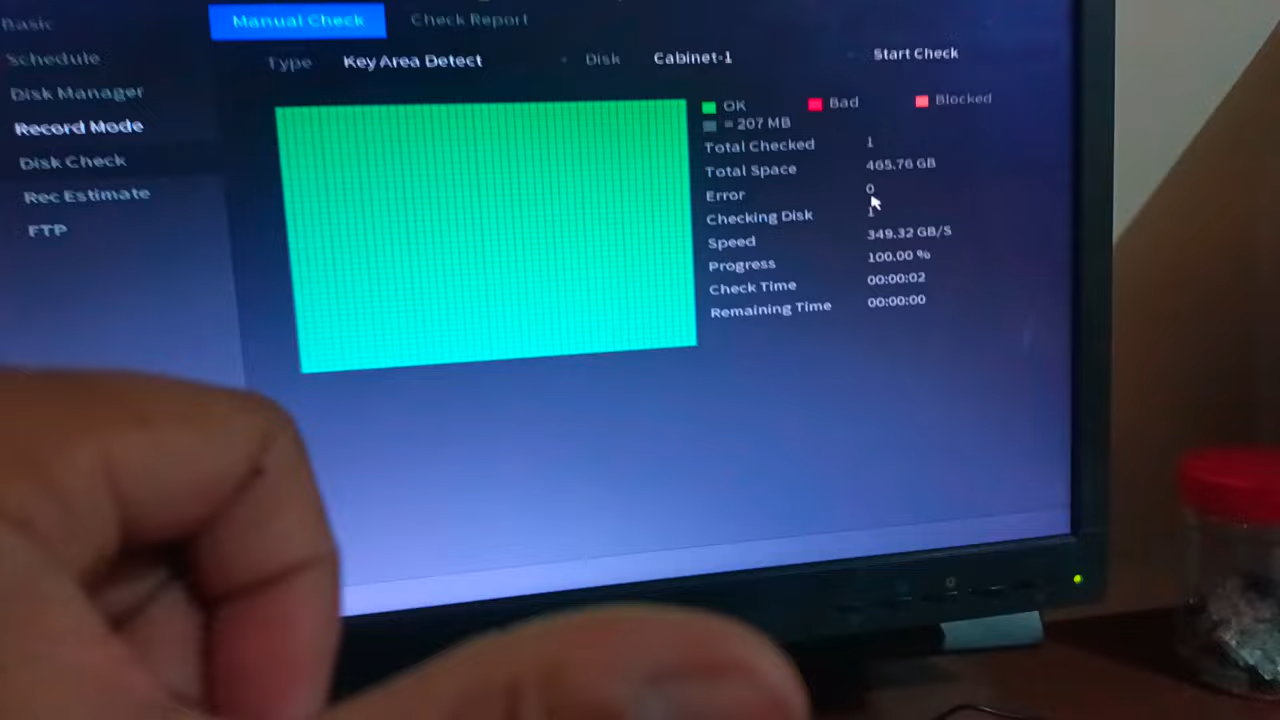 Basic
Schedule
Disk Manager
Record Mode
Disk Check
Rec Estimate
FTP
Manual Check Check Report
Type Key Area Detect Disk Cabinet-1 Start Check
OK Bad Blocked
= 207 MB
Total Checked 1
Total Space 465.76 GB
Error 0
Checking Disk 1
Speed 349.32 GB/S
Progress 100.00 %
Check Time 00:00:02
Remaining Time 00:00:00